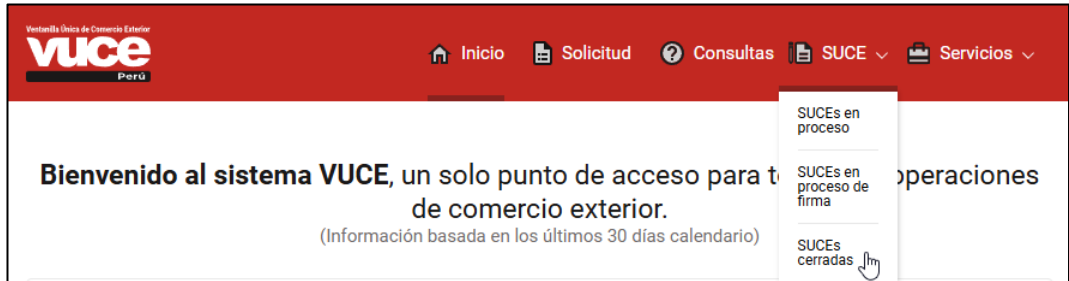 Ventanilla Única de Comercio Exterior
vuce
Perú
Inicio Solicitud Consultas SUCE Servicios
SUCEs en
proceso
SUCEs en
proceso de
firma
SUCEs
cerradas
Bienvenido al sistema VUCE, un solo punto de acceso para operaciones
de comercio exterior.
(Información basada en los últimos 30 días calendario)